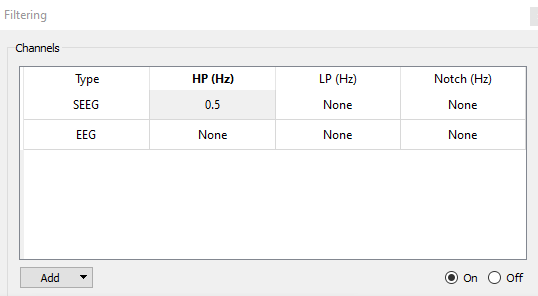 Filtering
Channels
Type HP (Hz) LP (Hz) Notch (Hz)
SEEG 0.5 None None
EEG None None None
Add On Off